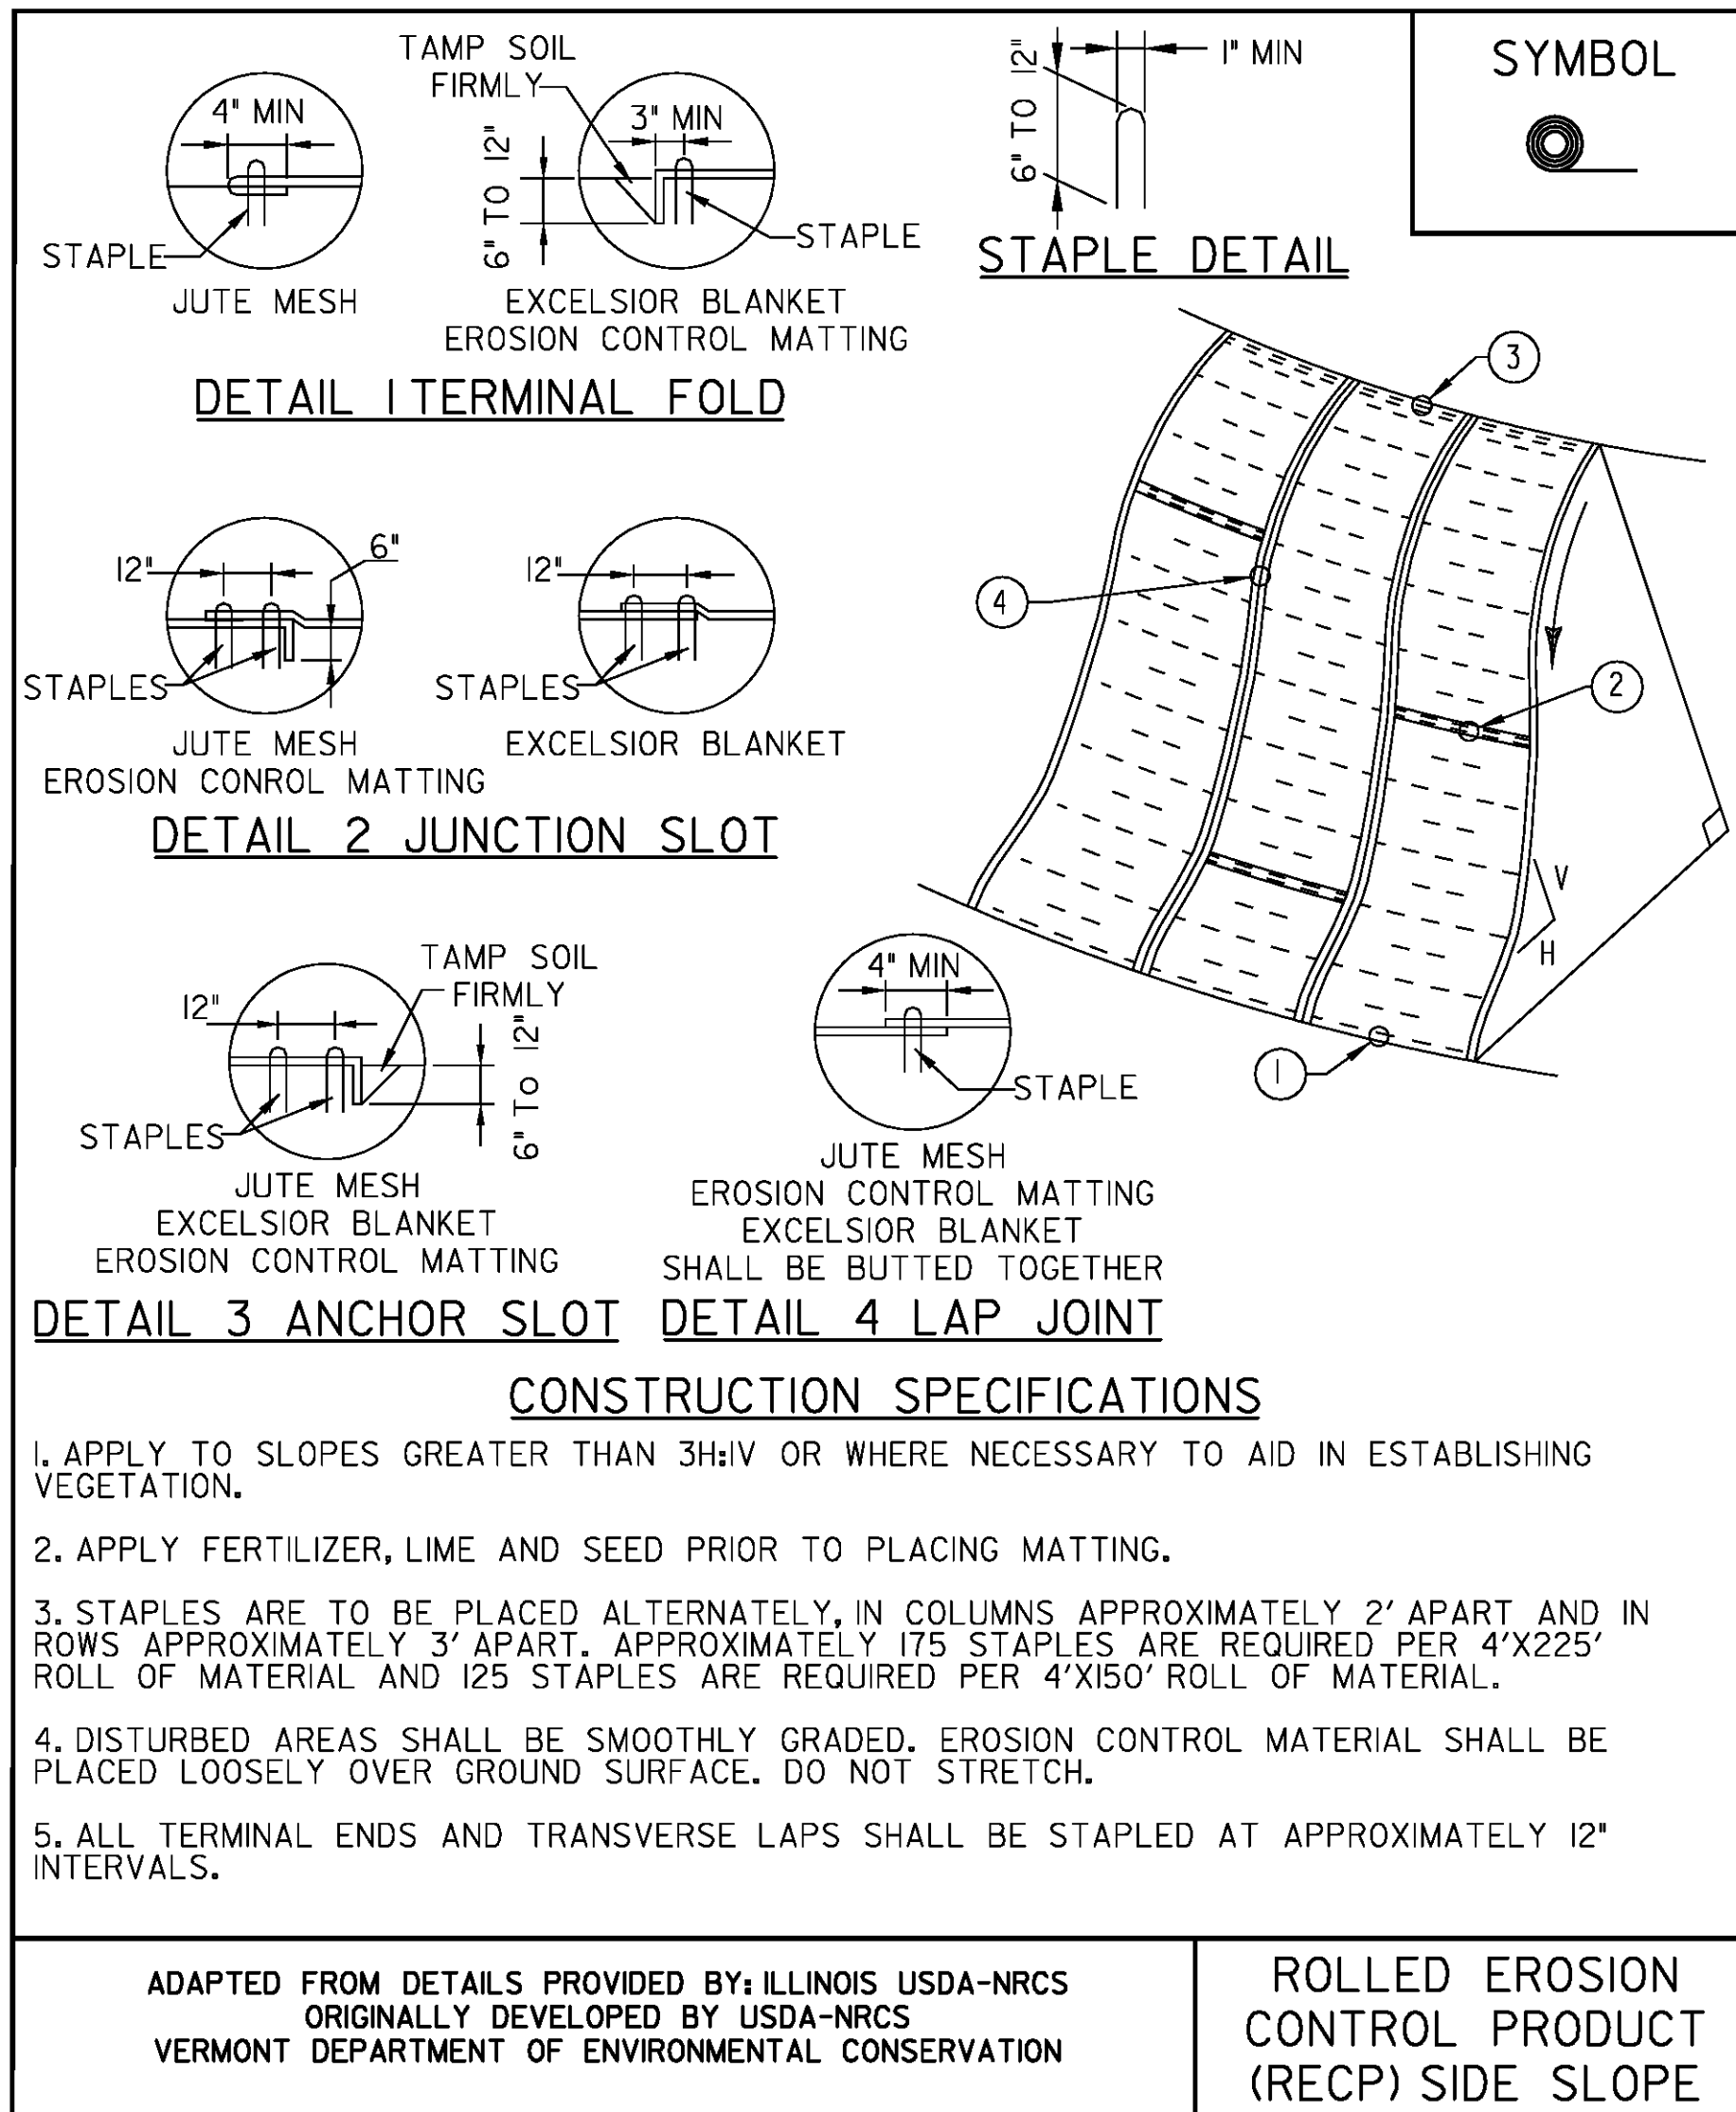 TAMP SOIL
FIRMLY
4" MIN
3" MIN
6" TO 12"
STAPLE
STAPLE
JUTE MESH
EXCELSIOR BLANKET
EROSION CONTROL MATTING
DETAIL 1 TERMINAL FOLD
6" TO 12"
1" MIN
STAPLE DETAIL
SYMBOL
12"
6"
STAPLES
JUTE MESH
EROSION CONROL MATTING
12"
STAPLES
EXCELSIOR BLANKET
DETAIL 2 JUNCTION SLOT
3
4
2
1
V
H
TAMP SOIL
FIRMLY
12"
6" TO 12"
STAPLES
JUTE MESH
EXCELSIOR BLANKET
EROSION CONTROL MATTING
DETAIL 3 ANCHOR SLOT
4" MIN
STAPLE
JUTE MESH
EROSION CONTROL MATTING
EXCELSIOR BLANKET
SHALL BE BUTTED TOGETHER
DETAIL 4 LAP JOINT
CONSTRUCTION SPECIFICATIONS
1. APPLY TO SLOPES GREATER THAN 3H:1V OR WHERE NECESSARY TO AID IN ESTABLISHING
VEGETATION.
2. APPLY FERTILIZER, LIME AND SEED PRIOR TO PLACING MATTING.
3. STAPLES ARE TO BE PLACED ALTERNATELY, IN COLUMNS APPROXIMATELY 2' APART AND IN
ROWS APPROXIMATELY 3' APART. APPROXIMATELY 175 STAPLES ARE REQUIRED PER 4'X225'
ROLL OF MATERIAL AND 125 STAPLES ARE REQUIRED PER 4'X150' ROLL OF MATERIAL.
4. DISTURBED AREAS SHALL BE SMOOTHLY GRADED. EROSION CONTROL MATERIAL SHALL BE
PLACED LOOSELY OVER GROUND SURFACE. DO NOT STRETCH.
5. ALL TERMINAL ENDS AND TRANSVERSE LAPS SHALL BE STAPLED AT APPROXIMATELY 12"
INTERVALS.
ADAPTED FROM DETAILS PROVIDED BY: ILLINOIS USDA-NRCS
ORIGINALLY DEVELOPED BY USDA-NRCS
VERMONT DEPARTMENT OF ENVIRONMENTAL CONSERVATION
ROLLED EROSION
CONTROL PRODUCT
(RECP) SIDE SLOPE